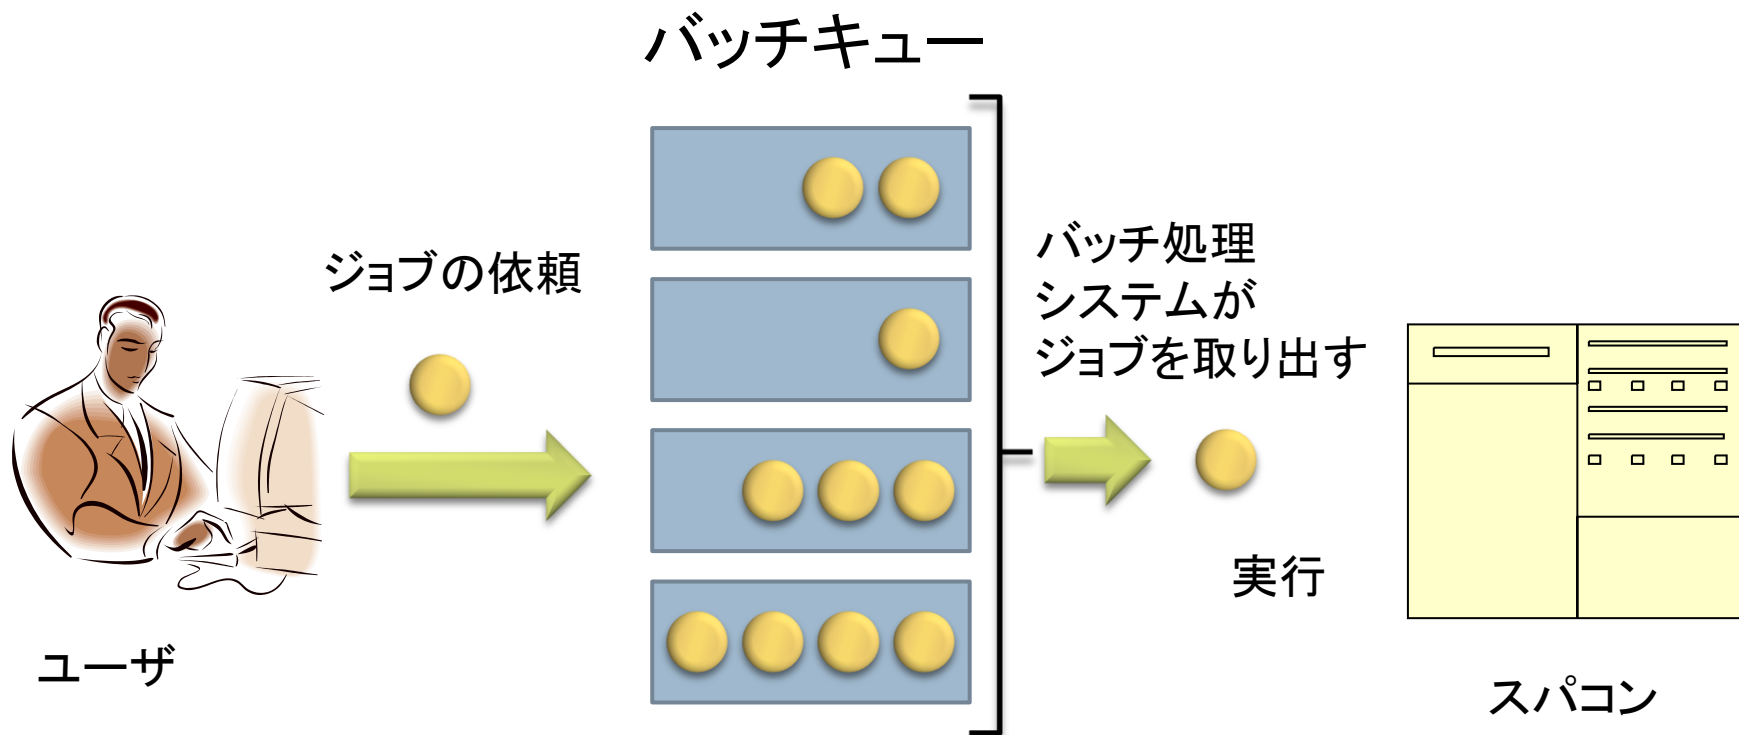 バッチキュー
ジョブの依頼
バッチ処理
システムが
ジョブを取り出す
実行
ユーザ
スパコン